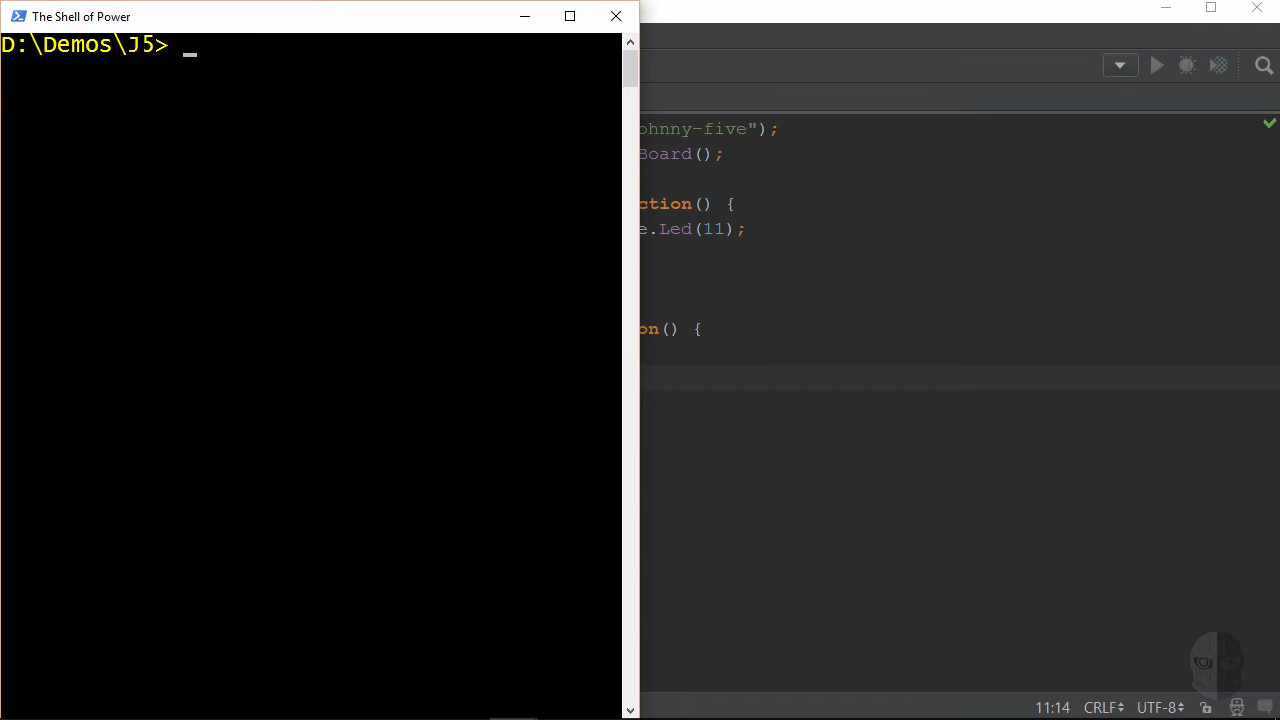 The Shell of Power
D:\Demos\J5>
ohnny-five");
Board();
ction() {
e.Led(11);
on() {
11:14 CRLF UTF-8